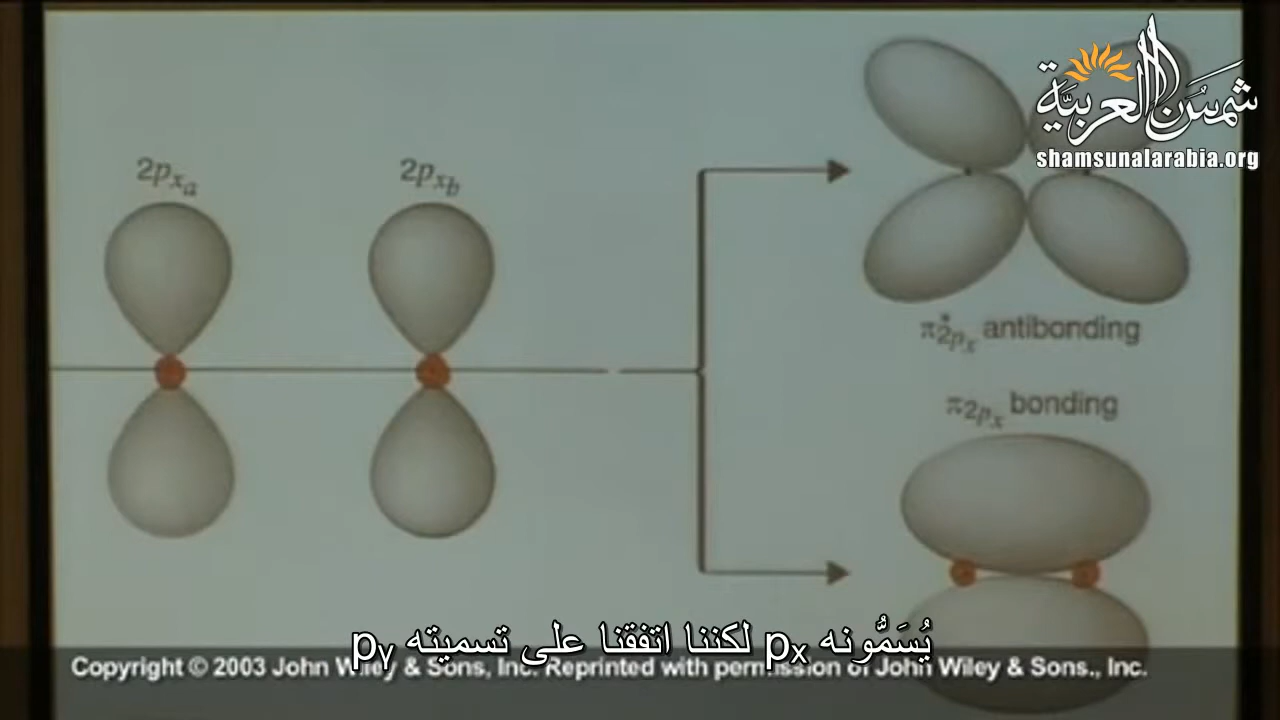 شمس العربية
shamsunalarabia.org
2pxa
2pxb
π*2px antibonding
π2px bonding
يُسَمُّونه px لكننا اتفقنا على تسميته py
Copyright © 2003 John Wiley & Sons, Inc. Reprinted with permission of John Wiley & Sons., Inc.